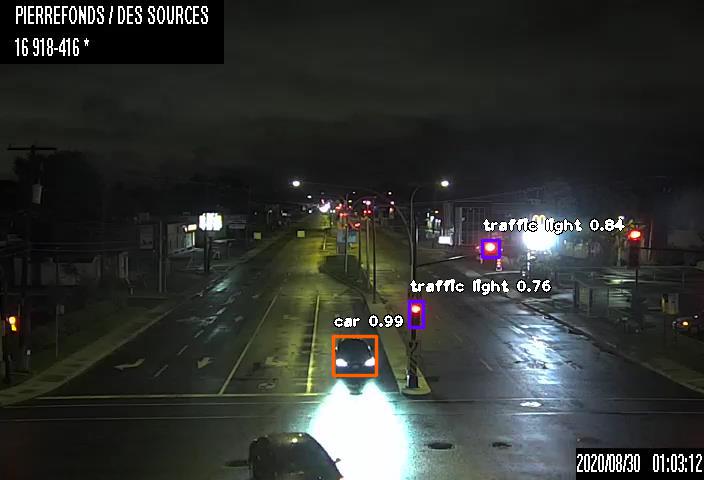 PIERREFONDS / DES SOURCES
16 918-416 *
traffic light 0.84
traffic light 0.76
car 0.99
2020/08/30 01:03:12